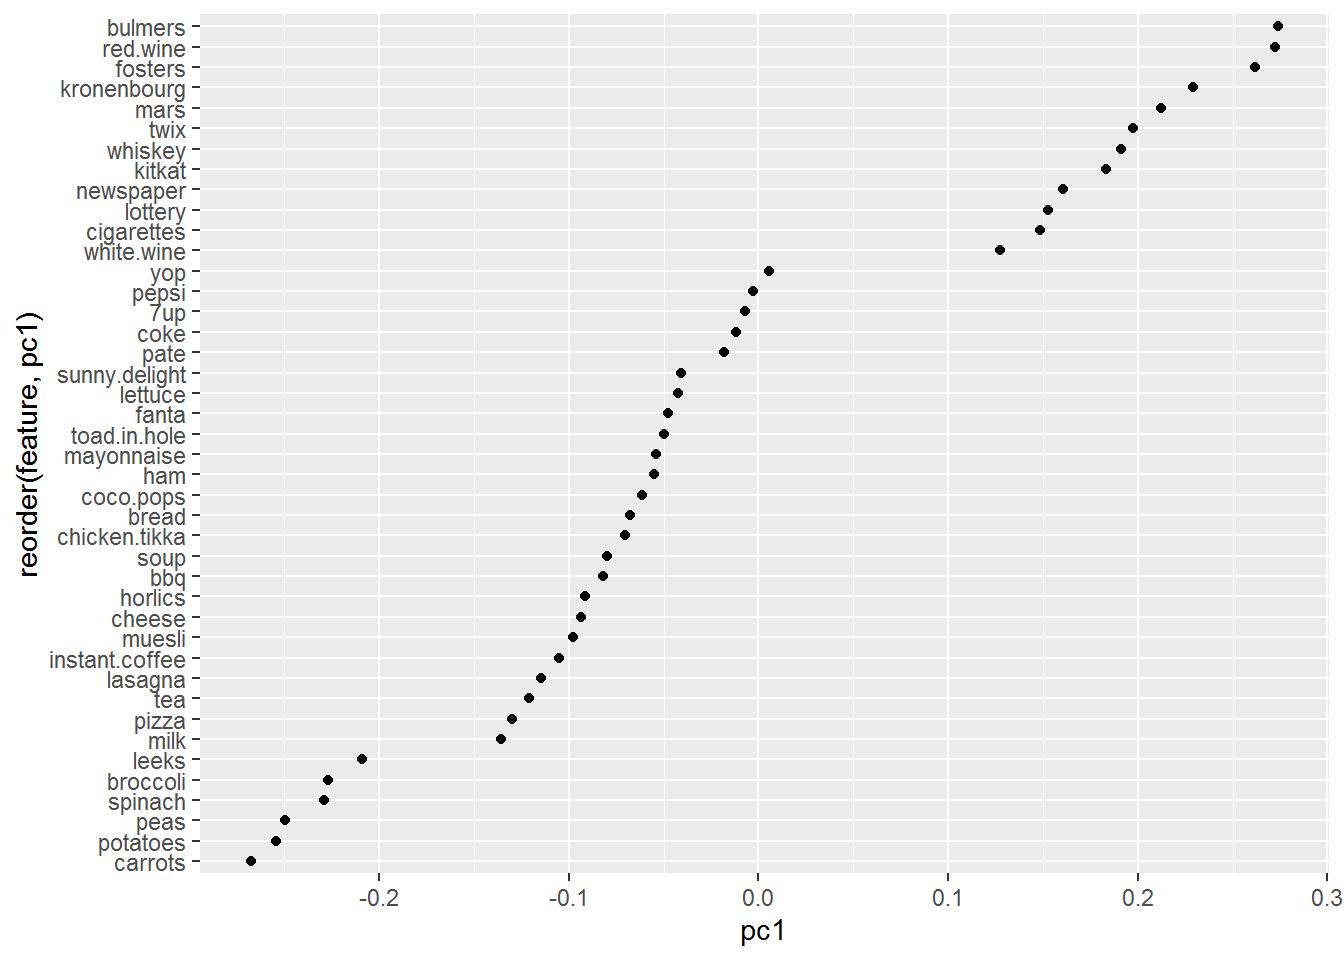 bulmers
red.wine
fosters
kronenbourg
mars
twix
whiskey
kitkat
newspaper
lottery
cigarettes
white.wine
yop
pepsi
7up
coke
pate
sunny.delight
lettuce
fanta
toad.in.hole
mayonnaise
ham
coco.pops
bread
chicken.tikka
soup
bbq
horlics
cheese
muesli
instant.coffee
lasagna
tea
pizza
milk
leeks
broccoli
spinach
peas
potatoes
carrots
reorder(feature, pc1)
-0.2 -0.1 0.0 0.1 0.2 0.3
pc1